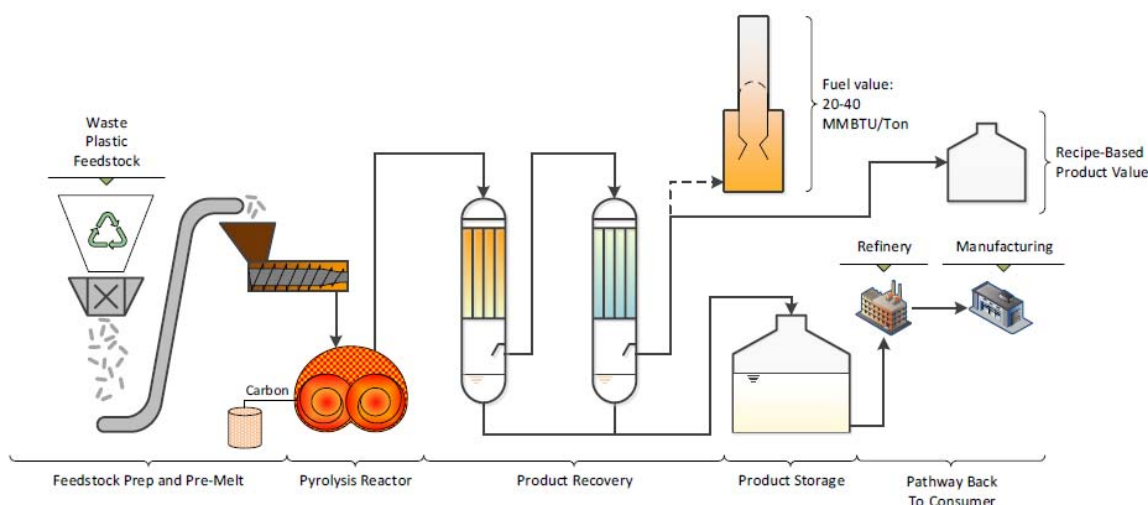 Waste
Plastic
Feedstock
Fuel value:
20-40
MMBTU/Ton
Recipe-Based
Product Value
Refinery
Manufacturing
Carbon
Feedstock Prep and Pre-Melt
Pyrolysis Reactor
Product Recovery
Product Storage
Pathway Back
To Consumer